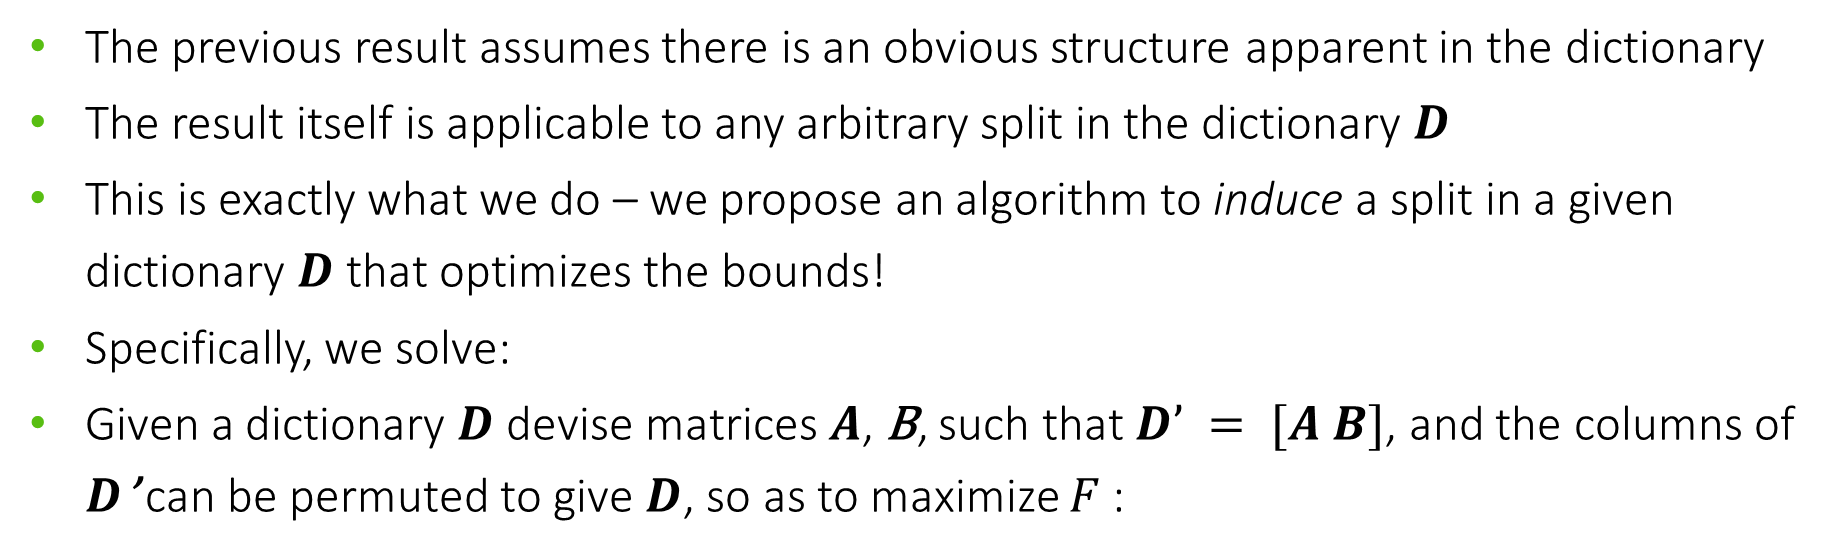 • The previous result assumes there is an obvious structure apparent in the dictionary
• The result itself is applicable to any arbitrary split in the dictionary D
• This is exactly what we do – we propose an algorithm to induce a split in a given
dictionary D that optimizes the bounds!
• Specifically, we solve:
• Given a dictionary D devise matrices A, B, such that D’ = [A B], and the columns of
D ’can be permuted to give D, so as to maximize F :